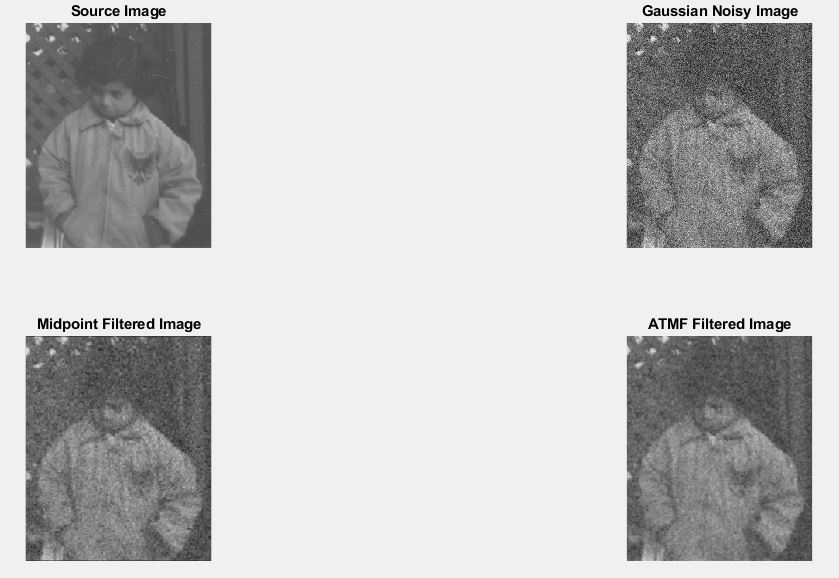 Source Image
Gaussian Noisy Image
Midpoint Filtered Image
ATMF Filtered Image